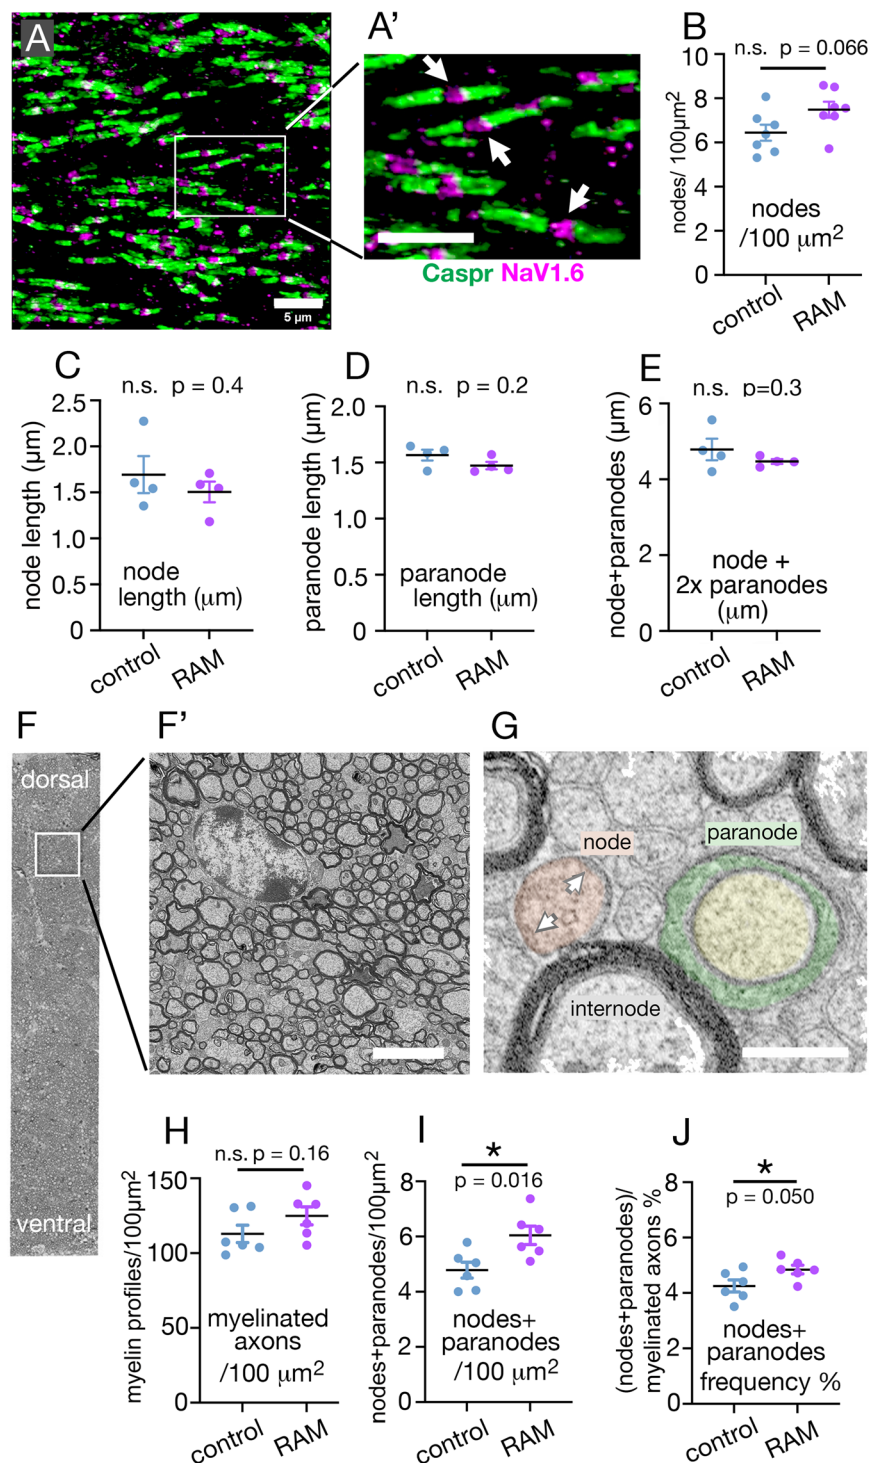 A
5 µm
A'
Caspr NaV1.6
B
n.s. p = 0.066
10
8
6
4
2
0
nodes/ 100µm²
nodes
/100 µm2
control
RAM
C
n.s. p = 0.4
2.5
2.0
1.5
1.0
0.5
0
node length (µm)
node
length (µm)
control
RAM
D
n.s. p = 0.2
2.0
1.5
1.0
0.5
0
paranode length (µm)
paranode
length (µm)
control
RAM
E
n.s. p=0.3
6
4
2
0
node+paranodes (µm)
node +
2x paranodes
(µm)
control
RAM
F
dorsal
ventral
F'
G
node
paranode
internode
H
n.s. p = 0.16
150
100
50
0
myelin profiles/100µm²
myelinated
axons
/100 µm2
control
RAM
I
*
p = 0.016
8
6
4
2
0
nodes+paranodes/100µm²
nodes+
paranodes
/100 µm2
control
RAM
J
*
p = 0.050
8
6
4
2
0
(nodes+paranodes)/
myelinated axons %
nodes+
paranodes
frequency %
control
RAM